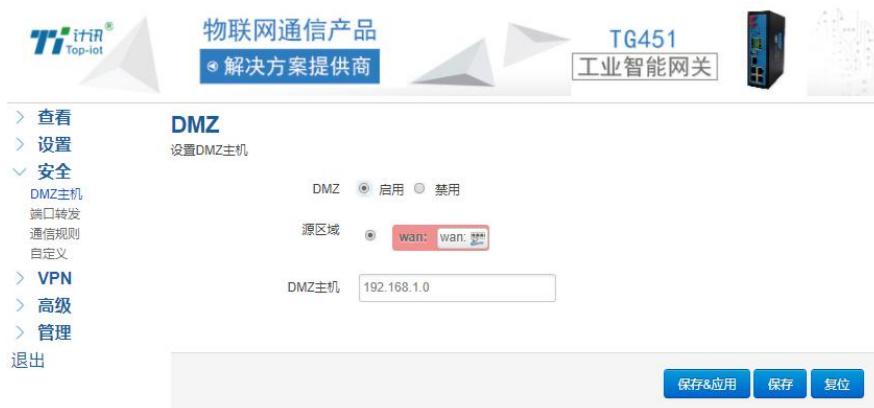 计讯®
Top-iot
物联网通信产品
解决方案提供商
TG451
工业智能网关
查看
设置
安全
DMZ主机
端口转发
通信规则
自定义
VPN
高级
管理
退出
DMZ
设置DMZ主机
DMZ 启用 禁用
源区域 wan: wan:
DMZ主机 192.168.1.0
保存&应用 保存 复位